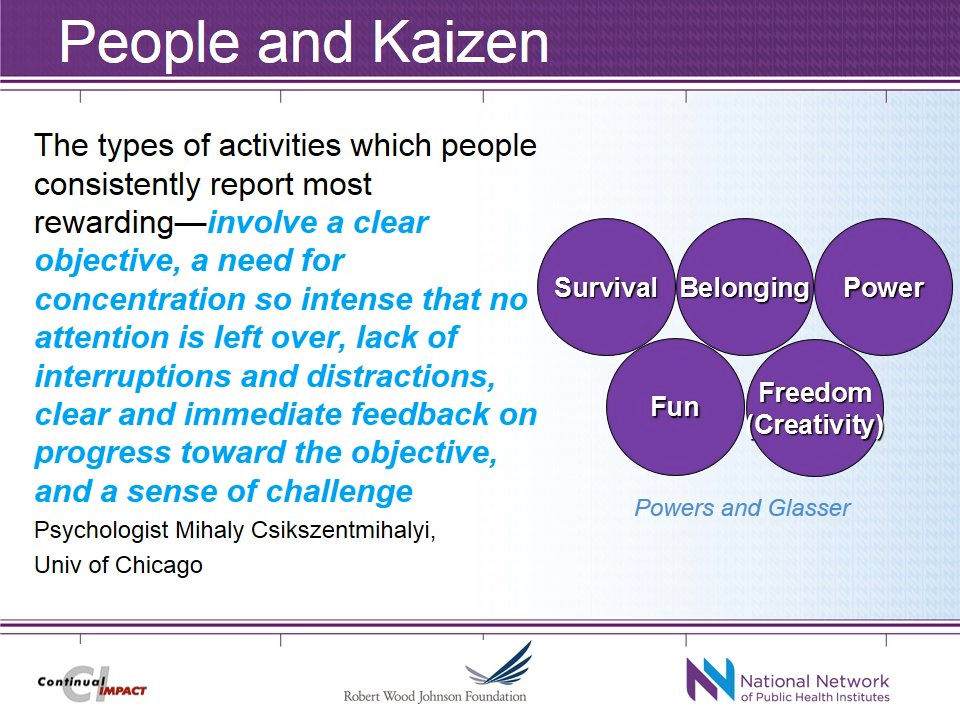 People and Kaizen
The types of activities which people
consistently report most
rewarding—involve a clear
objective, a need for
concentration so intense that no
attention is left over, lack of
interruptions and distractions,
clear and immediate feedback on
progress toward the objective,
and a sense of challenge
Psychologist Mihaly Csikszentmihalyi,
Univ of Chicago
Survival
Belonging
Power
Fun
Freedom
(Creativity)
Powers and Glasser
CI
Continual
IMPACT
Robert Wood Johnson Foundation
National Network
of Public Health Institutes